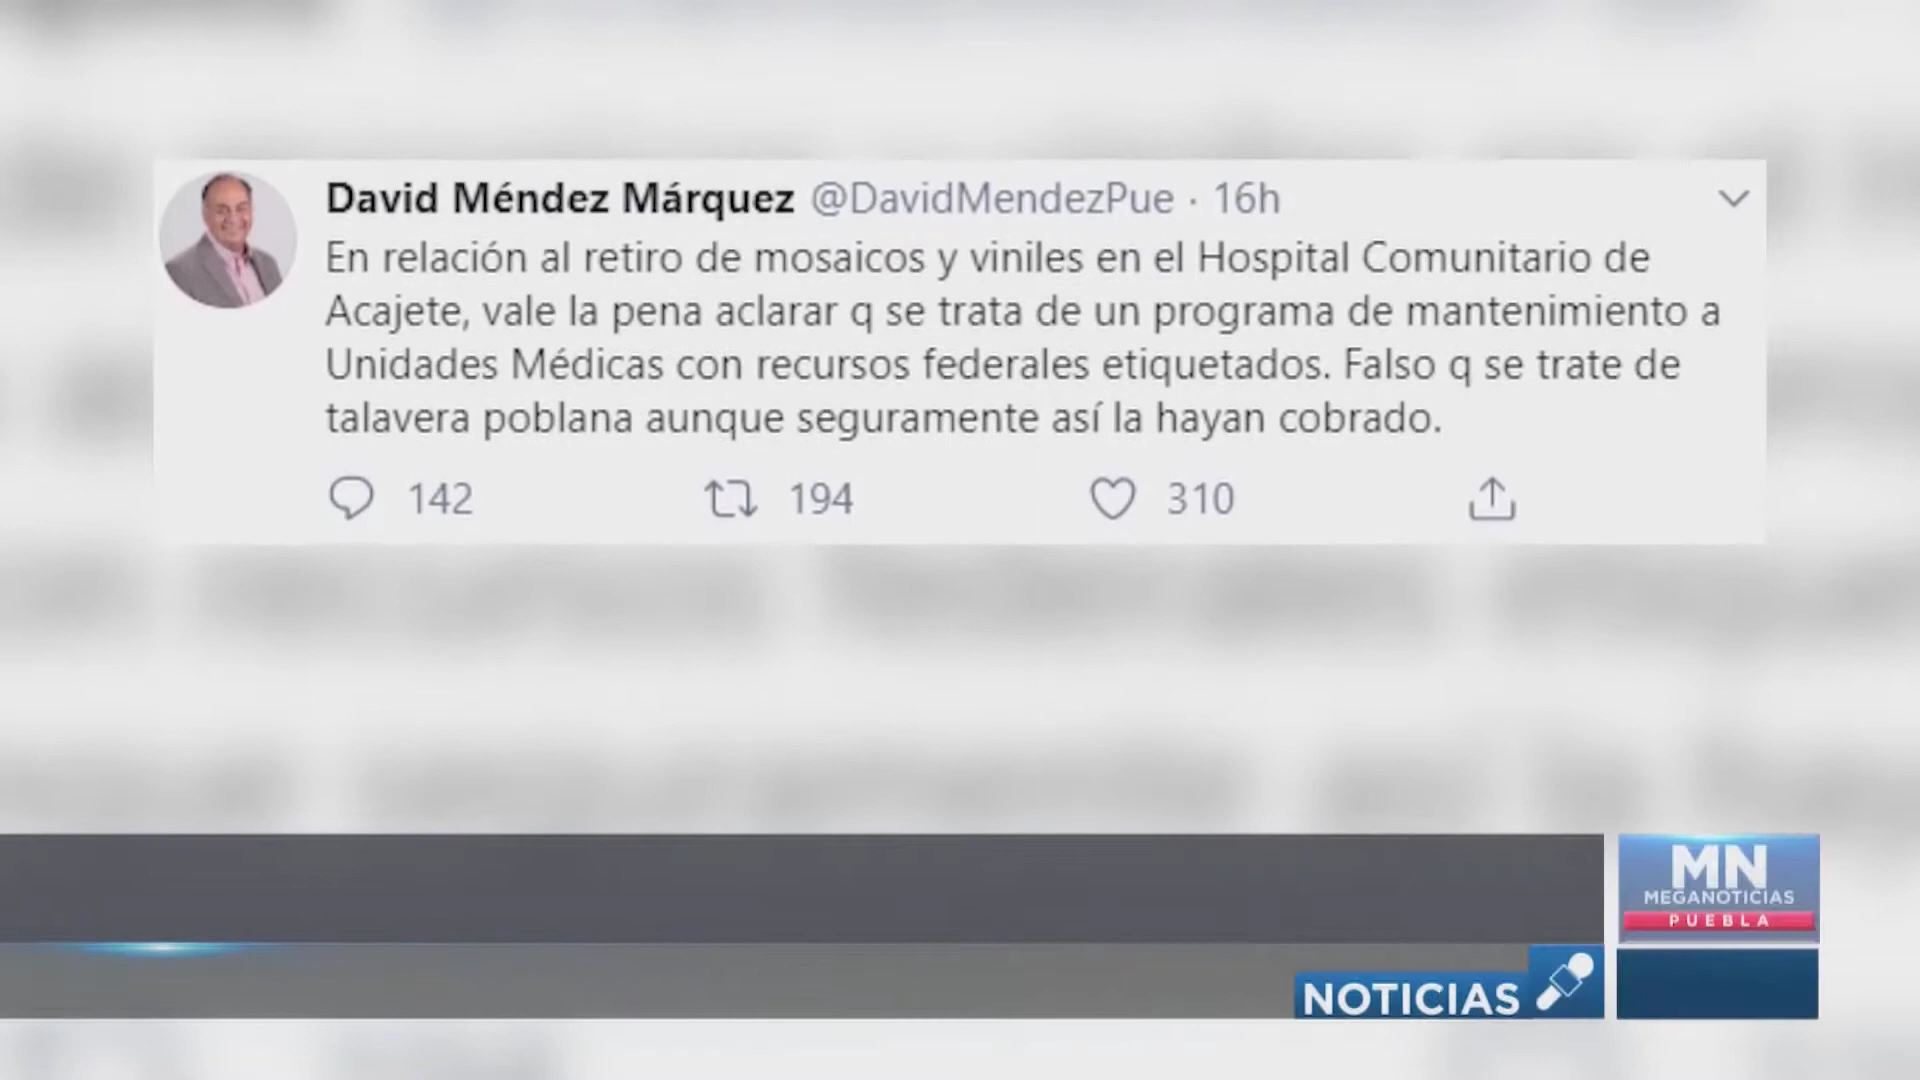 David Méndez Márquez @DavidMendezPue · 16h
En relación al retiro de mosaicos y viniles en el Hospital Comunitario de
Acajete, vale la pena aclarar q se trata de un programa de mantenimiento a
Unidades Médicas con recursos federales etiquetados. Falso q se trate de
talavera poblana aunque seguramente así la hayan cobrado.
142 194 310
MN
MEGANOTICIAS
PUEBLA
NOTICIAS